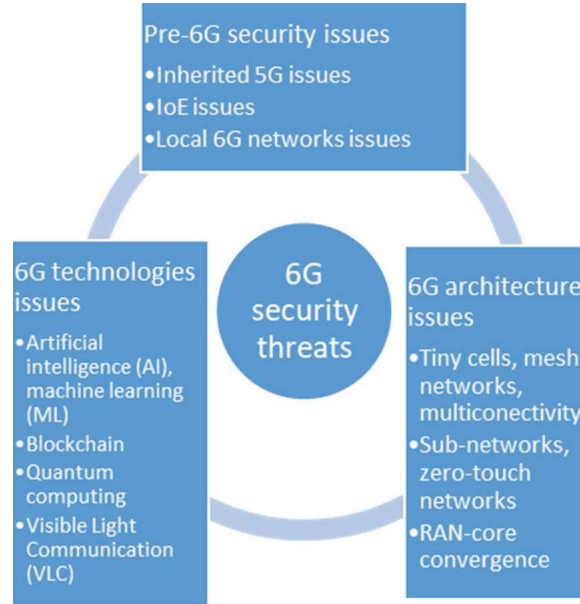 Pre-6G security issues
•Inherited 5G issues
•IoE issues
•Local 6G networks issues
6G
security
threats
6G technologies
issues
•Artificial
intelligence (AI),
machine learning
(ML)
•Blockchain
•Quantum
computing
•Visible Light
Communication
(VLC)
6G architecture
issues
•Tiny cells, mesh
networks,
multiconectivity
•Sub-networks,
zero-touch
networks
•RAN-core
convergence